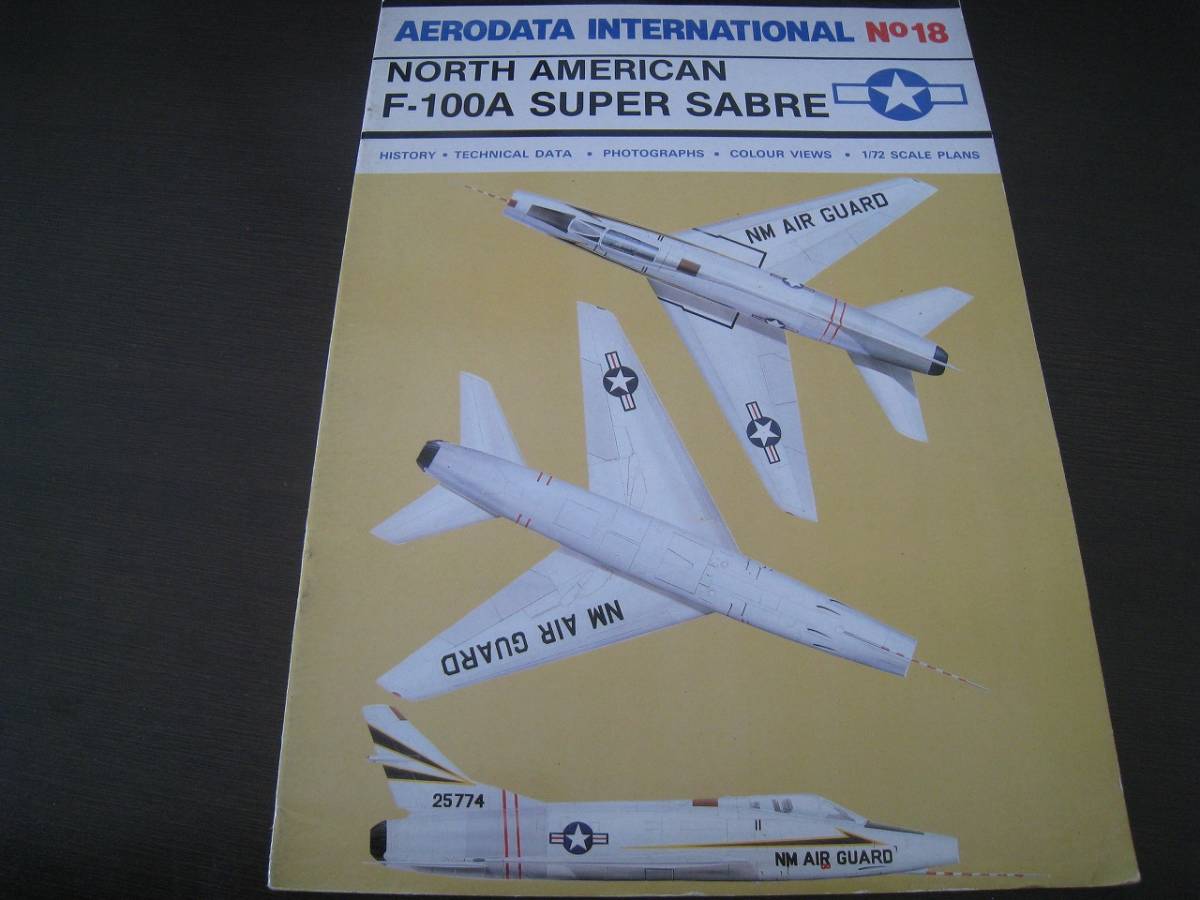 AERODATA INTERNATIONAL No18
NORTH AMERICAN
F-100A SUPER SABRE
HISTORY • TECHNICAL DATA • PHOTOGRAPHS • COLOUR VIEWS • 1/72 SCALE PLANS
NM AIR GUARD
NM AIR GUARD
25774
NM AIR GUARD